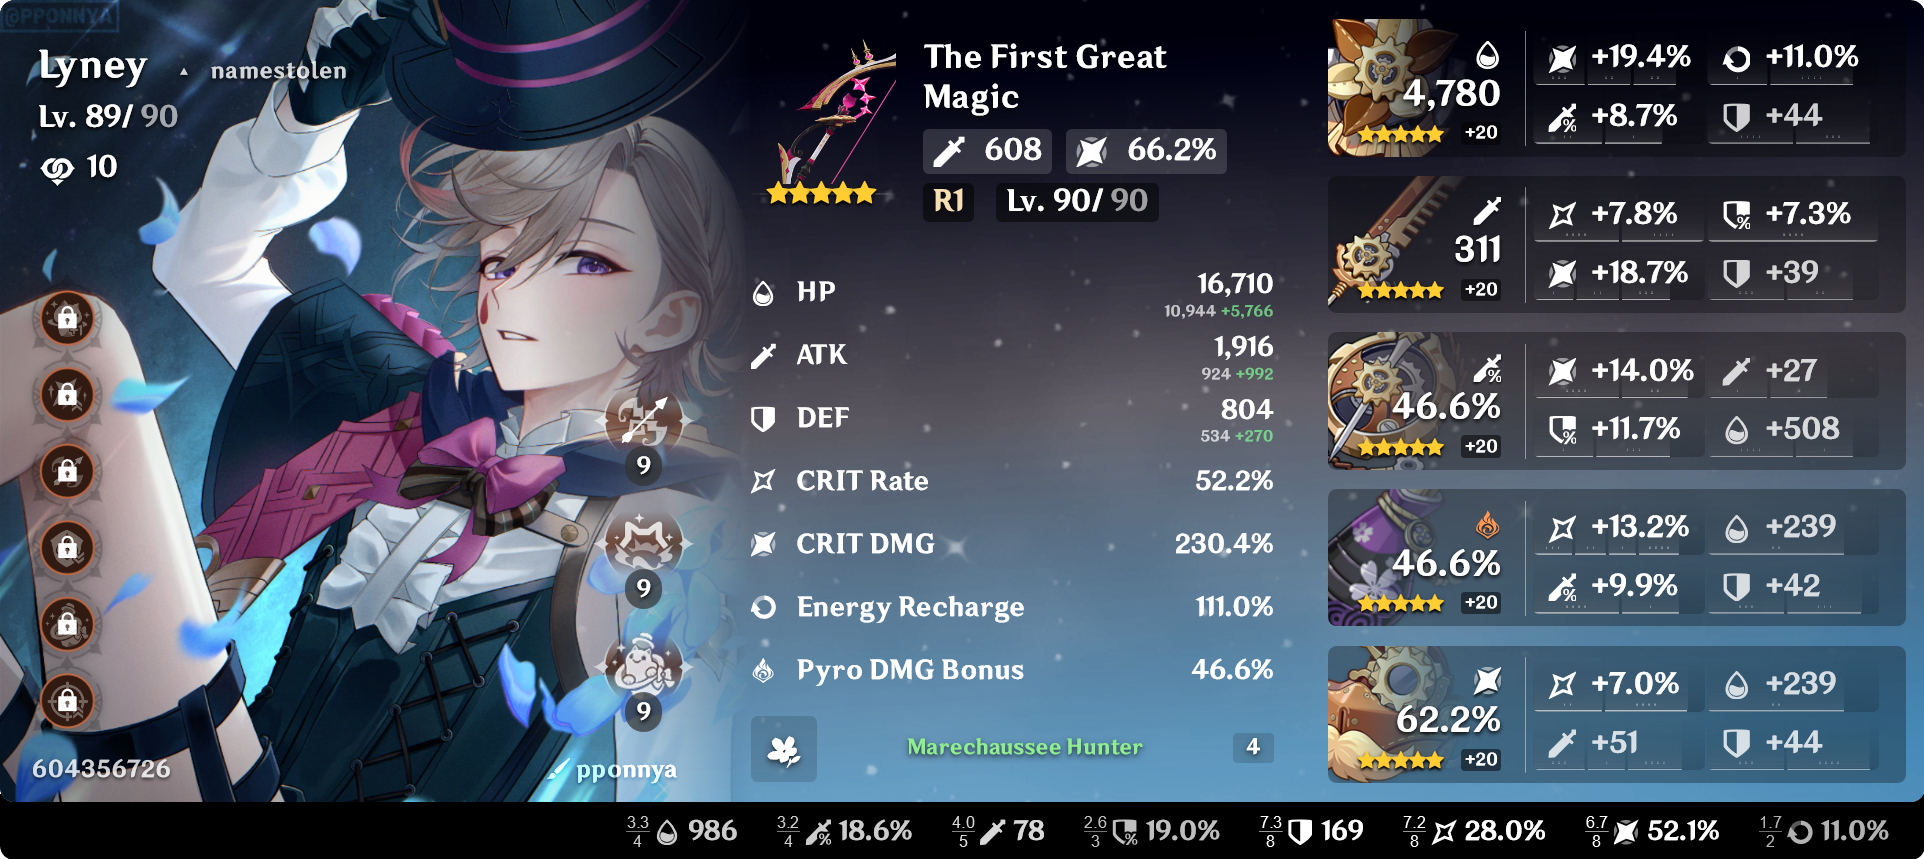 @PPONNYA
Lyney ▲ namestolen
Lv. 89/ 90
10
9
9
9
604356726
pponnya
The First Great
Magic
608 66.2%
R1 Lv. 90/ 90
HP 16,710
10,944 +5,766
ATK 1,916
924 +992
DEF 804
534 +270
CRIT Rate 52.2%
CRIT DMG 230.4%
Energy Recharge 111.0%
Pyro DMG Bonus 46.6%
Marechaussee Hunter 4
4,780
+20
+19.4% +11.0%
+8.7% +44
311
+20
+7.8% +7.3%
+18.7% +39
46.6%
+20
+14.0% +27
+11.7% +508
46.6%
+20
+13.2% +239
+9.9% +42
62.2%
+20
+7.0% +239
+51 +44
3.3/4 986 3.2/4 18.6% 4.0/5 78 2.6/3 19.0% 7.3/8 169 7.2/8 28.0% 6.7/8 52.1% 1.7/2 11.0%